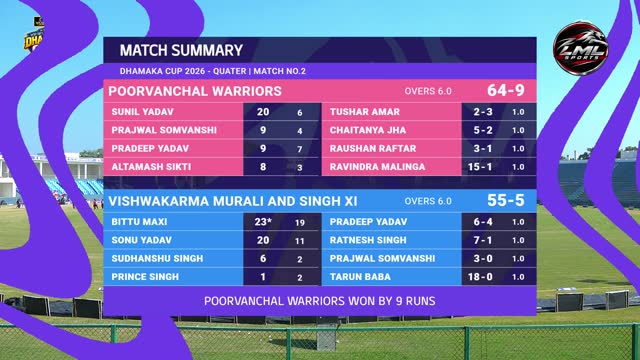 DHA
LML
SPORTS
MATCH SUMMARY
DHAMAKA CUP 2026 - QUATER | MATCH NO.2
POORVANCHAL WARRIORS OVERS 6.0 64-9
SUNIL YADAV 20 6 TUSHAR AMAR 2-3 1.0
PRAJWAL SOMVANSHI 9 4 CHAITANYA JHA 5-2 1.0
PRADEEP YADAV 9 7 RAUSHAN RAFTAR 3-1 1.0
ALTAMASH SIKTI 8 3 RAVINDRA MALINGA 15-1 1.0
VISHWAKARMA MURALI AND SINGH XI OVERS 6.0 55-5
BITTU MAXI 23* 19 PRADEEP YADAV 6-4 1.0
SONU YADAV 20 11 RATNESH SINGH 7-1 1.0
SUDHANSHU SINGH 6 2 PRAJWAL SOMVANSHI 3-0 1.0
PRINCE SINGH 1 2 TARUN BABA 18-0 1.0
POORVANCHAL WARRIORS WON BY 9 RUNS